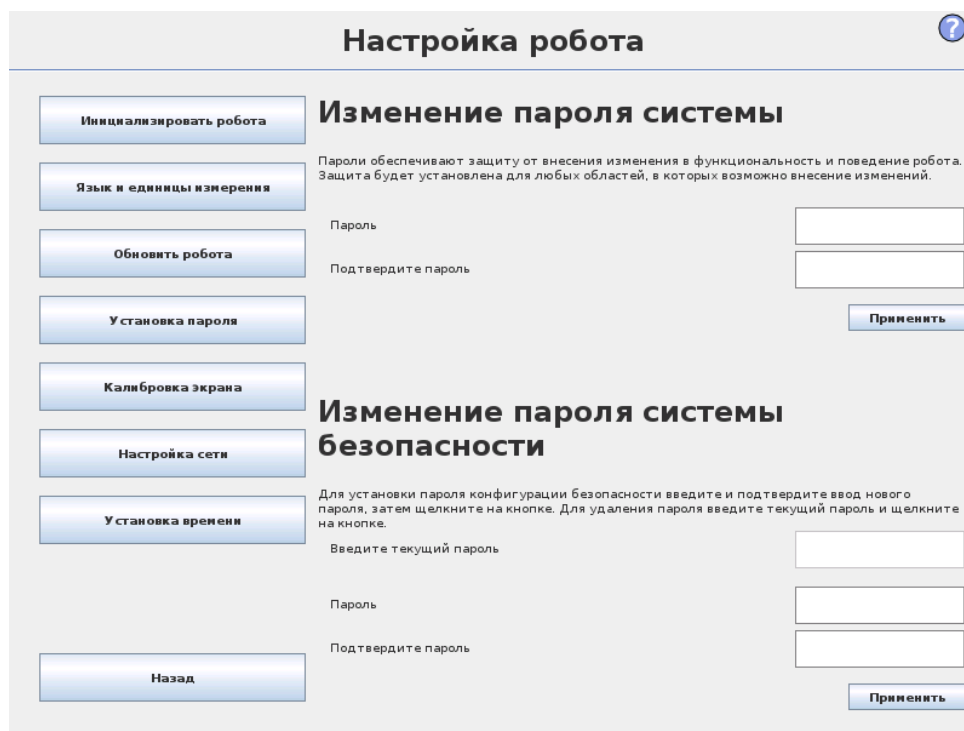 Настройка робота
?
Инициализировать робота
Язык и единицы измерения
Обновить робота
Установка пароля
Калибровка экрана
Настройка сети
Установка времени
Назад
Изменение пароля системы
Пароли обеспечивают защиту от внесения изменения в функциональность и поведение робота.
Защита будет установлена для любых областей, в которых возможно внесение изменений.
Пароль
Подтвердите пароль
Применить
Изменение пароля системы
безопасности
Для установки пароля конфигурации безопасности введите и подтвердите ввод нового
пароля, затем щелкните на кнопке. Для удаления пароля введите текущий пароль и щелкните
на кнопке.
Введите текущий пароль
Пароль
Подтвердите пароль
Применить